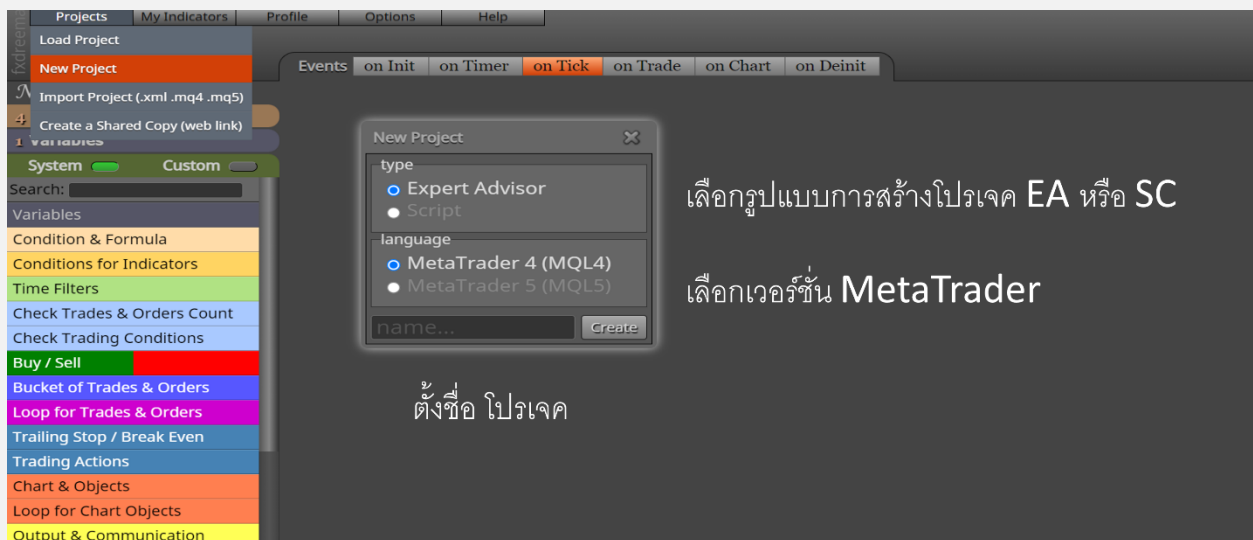 Projects My Indicators Profile Options Help
Load Project
New Project
Import Project (.xml .mq4 .mq5)
Create a Shared Copy (web link)
Events on Init on Timer on Tick on Trade on Chart on Deinit
4
1 Variables
System Custom
Search:
Variables
Condition & Formula
Conditions for Indicators
Time Filters
Check Trades & Orders Count
Check Trading Conditions
Buy / Sell
Bucket of Trades & Orders
Loop for Trades & Orders
Trailing Stop / Break Even
Trading Actions
Chart & Objects
Loop for Chart Objects
Output & Communication
New Project
type
Expert Advisor
Script
language
MetaTrader 4 (MQL4)
MetaTrader 5 (MQL5)
name... Create
เลือกรูปแบบการสร้างโปรเจค EA หรือ SC
เลือกเวอร์ชั่น MetaTrader
ตั้งชื่อ โปรเจค